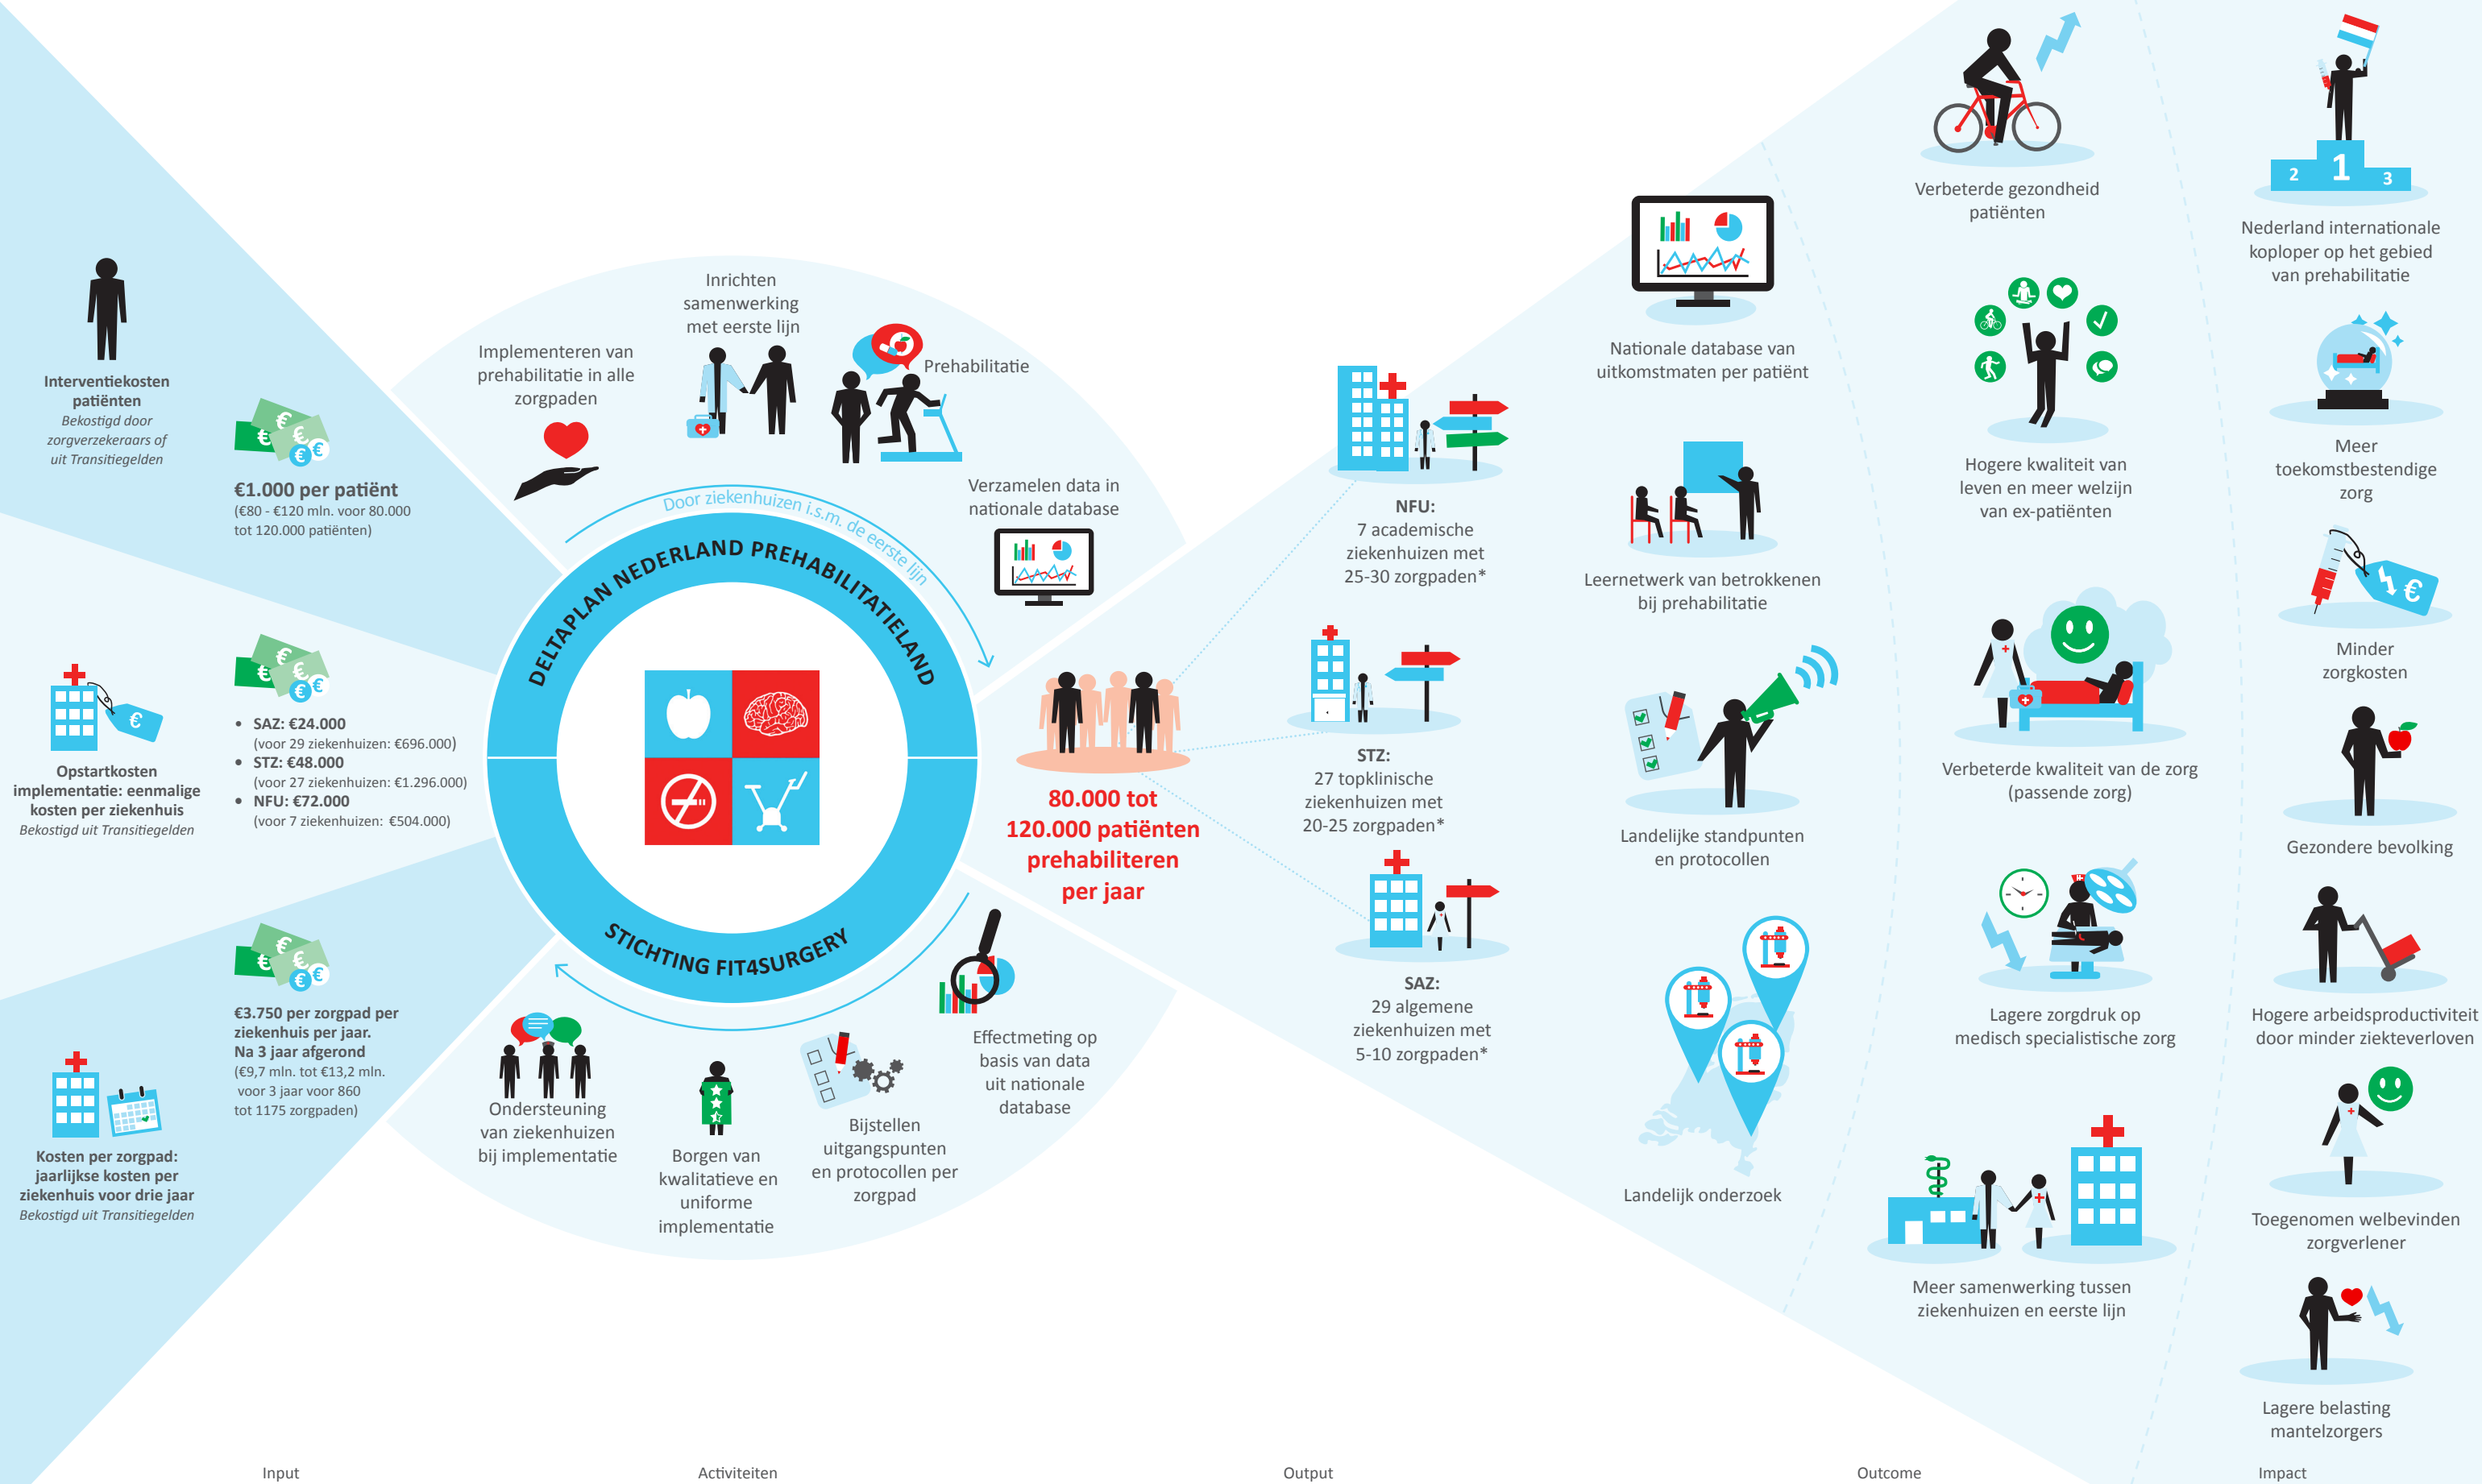 Interventiekosten
patiënten
Bekostigd door
zorgverzekeraars of
uit Transitiegelden
€1.000 per patiënt
(€80 - €120 mln. voor 80.000
tot 120.000 patiënten)
Opstartkosten
implementatie: eenmalige
kosten per ziekenhuis
Bekostigd uit Transitiegelden
• SAZ: €24.000
(voor 29 ziekenhuizen: €696.000)
• STZ: €48.000
(voor 27 ziekenhuizen: €1.296.000)
• NFU: €72.000
(voor 7 ziekenhuizen: €504.000)
Kosten per zorgpad:
jaarlijkse kosten per
ziekenhuis voor drie jaar
Bekostigd uit Transitiegelden
€3.750 per zorgpad per
ziekenhuis per jaar.
Na 3 jaar afgerond
(€9,7 mln. tot €13,2 mln.
voor 3 jaar voor 860
tot 1175 zorgpaden)
Implementeren van
prehabilitatie in alle
zorgpaden
Inrichten
samenwerking
met eerste lijn
Prehabilitatie
Verzamelen data in
nationale database
Door ziekenhuizen i.s.m. de eerste lijn
DELTAPLAN NEDERLAND PREHABILITATIELAND
STICHTING FIT4SURGERY
Ondersteuning
van ziekenhuizen
bij implementatie
Borgen van
kwalitatieve en
uniforme
implementatie
Bijstellen
uitgangspunten
en protocollen per
zorgpad
Effectmeting op
basis van data
uit nationale
database
80.000 tot
120.000 patiënten
prehabiliteren
per jaar
NFU:
7 academische
ziekenhuizen met
25-30 zorgpaden*
STZ:
27 topklinische
ziekenhuizen met
20-25 zorgpaden*
SAZ:
29 algemene
ziekenhuizen met
5-10 zorgpaden*
Nationale database van
uitkomstmaten per patiënt
Leernetwerk van betrokkenen
bij prehabilitatie
Landelijke standpunten
en protocollen
Landelijk onderzoek
Verbeterde gezondheid
patiënten
Hogere kwaliteit van
leven en meer welzijn
van ex-patiënten
Verbeterde kwaliteit van de zorg
(passende zorg)
Lagere zorgdruk op
medisch specialistische zorg
Meer samenwerking tussen
ziekenhuizen en eerste lijn
2 1 3
Nederland internationale
koploper op het gebied
van prehabilitatie
Meer
toekomstbestendige
zorg
Minder
zorgkosten
Gezondere bevolking
Hogere arbeidsproductiviteit
door minder ziekteverloven
Toegenomen welbevinden
zorgverlener
Lagere belasting
mantelzorgers
Input
Activiteiten
Output
Outcome
Impact